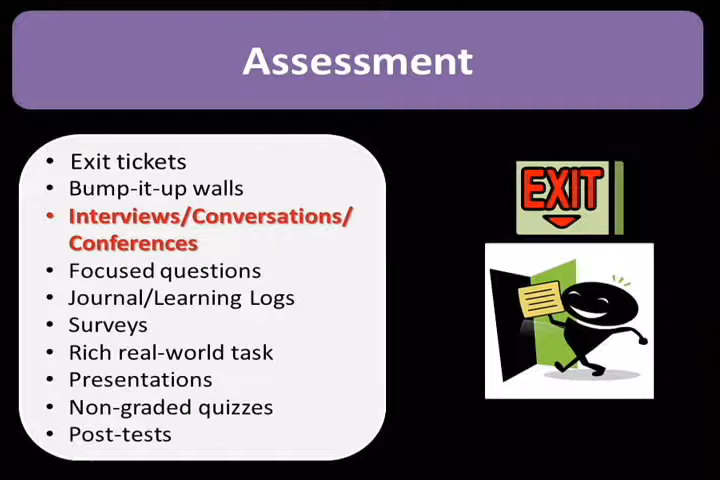 Assessment
• Exit tickets
• Bump-it-up walls
• Interviews/Conversations/
Conferences
• Focused questions
• Journal/Learning Logs
• Surveys
• Rich real-world task
• Presentations
• Non-graded quizzes
• Post-tests
EXIT